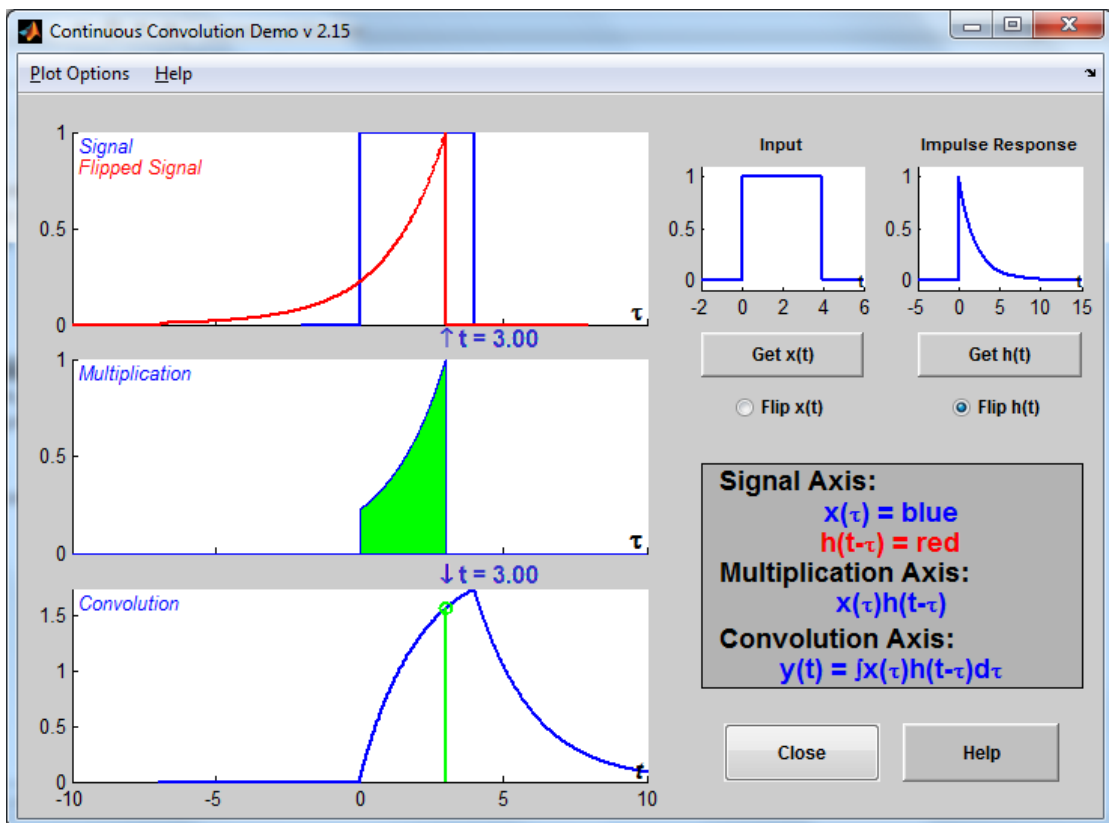 Continuous Convolution Demo v 2.15
Plot Options Help
Signal
Flipped Signal
1
0.5
0
τ
↑ t = 3.00
Multiplication
1
0.5
0
τ
↓ t = 3.00
Convolution
1.5
1
0.5
0
t
-10 -5 0 5 10
Input
1
0.5
0
t
-2 0 2 4 6
Impulse Response
1
0.5
0
t
-5 0 5 10 15
Get x(t)
Get h(t)
Flip x(t)
Flip h(t)
Signal Axis:
x(τ) = blue
h(t-τ) = red
Multiplication Axis:
x(τ)h(t-τ)
Convolution Axis:
y(t) = ∫x(τ)h(t-τ)dτ
Close
Help